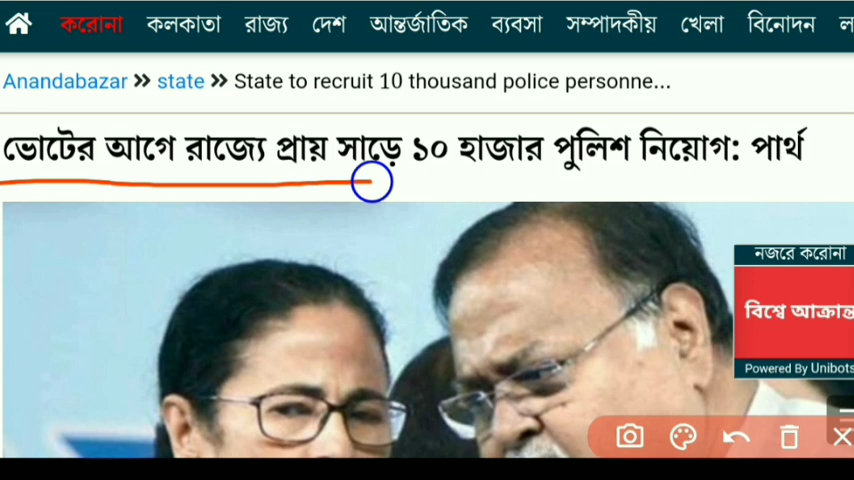 করোনা কলকাতা রাজ্য দেশ আন্তর্জাতিক ব্যবসা সম্পাদকীয় খেলা বিনোদন ল
Anandabazar » state » State to recruit 10 thousand police personne...
ভোটের আগে রাজ্যে প্রায় সাড়ে ১০ হাজার পুলিশ নিয়োগ: পার্থ
নজরে করোনা
বিশ্বে আক্রান্ত
Powered By Unibots